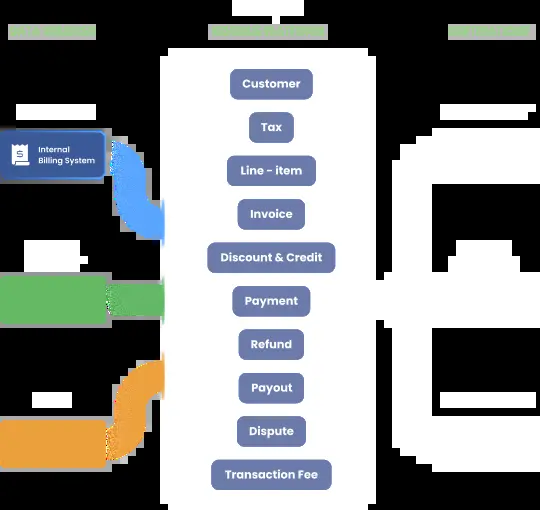 Internal
Billing System
Customer
Tax
Line - item
Invoice
Discount & Credit
Payment
Refund
Payout
Dispute
Transaction Fee